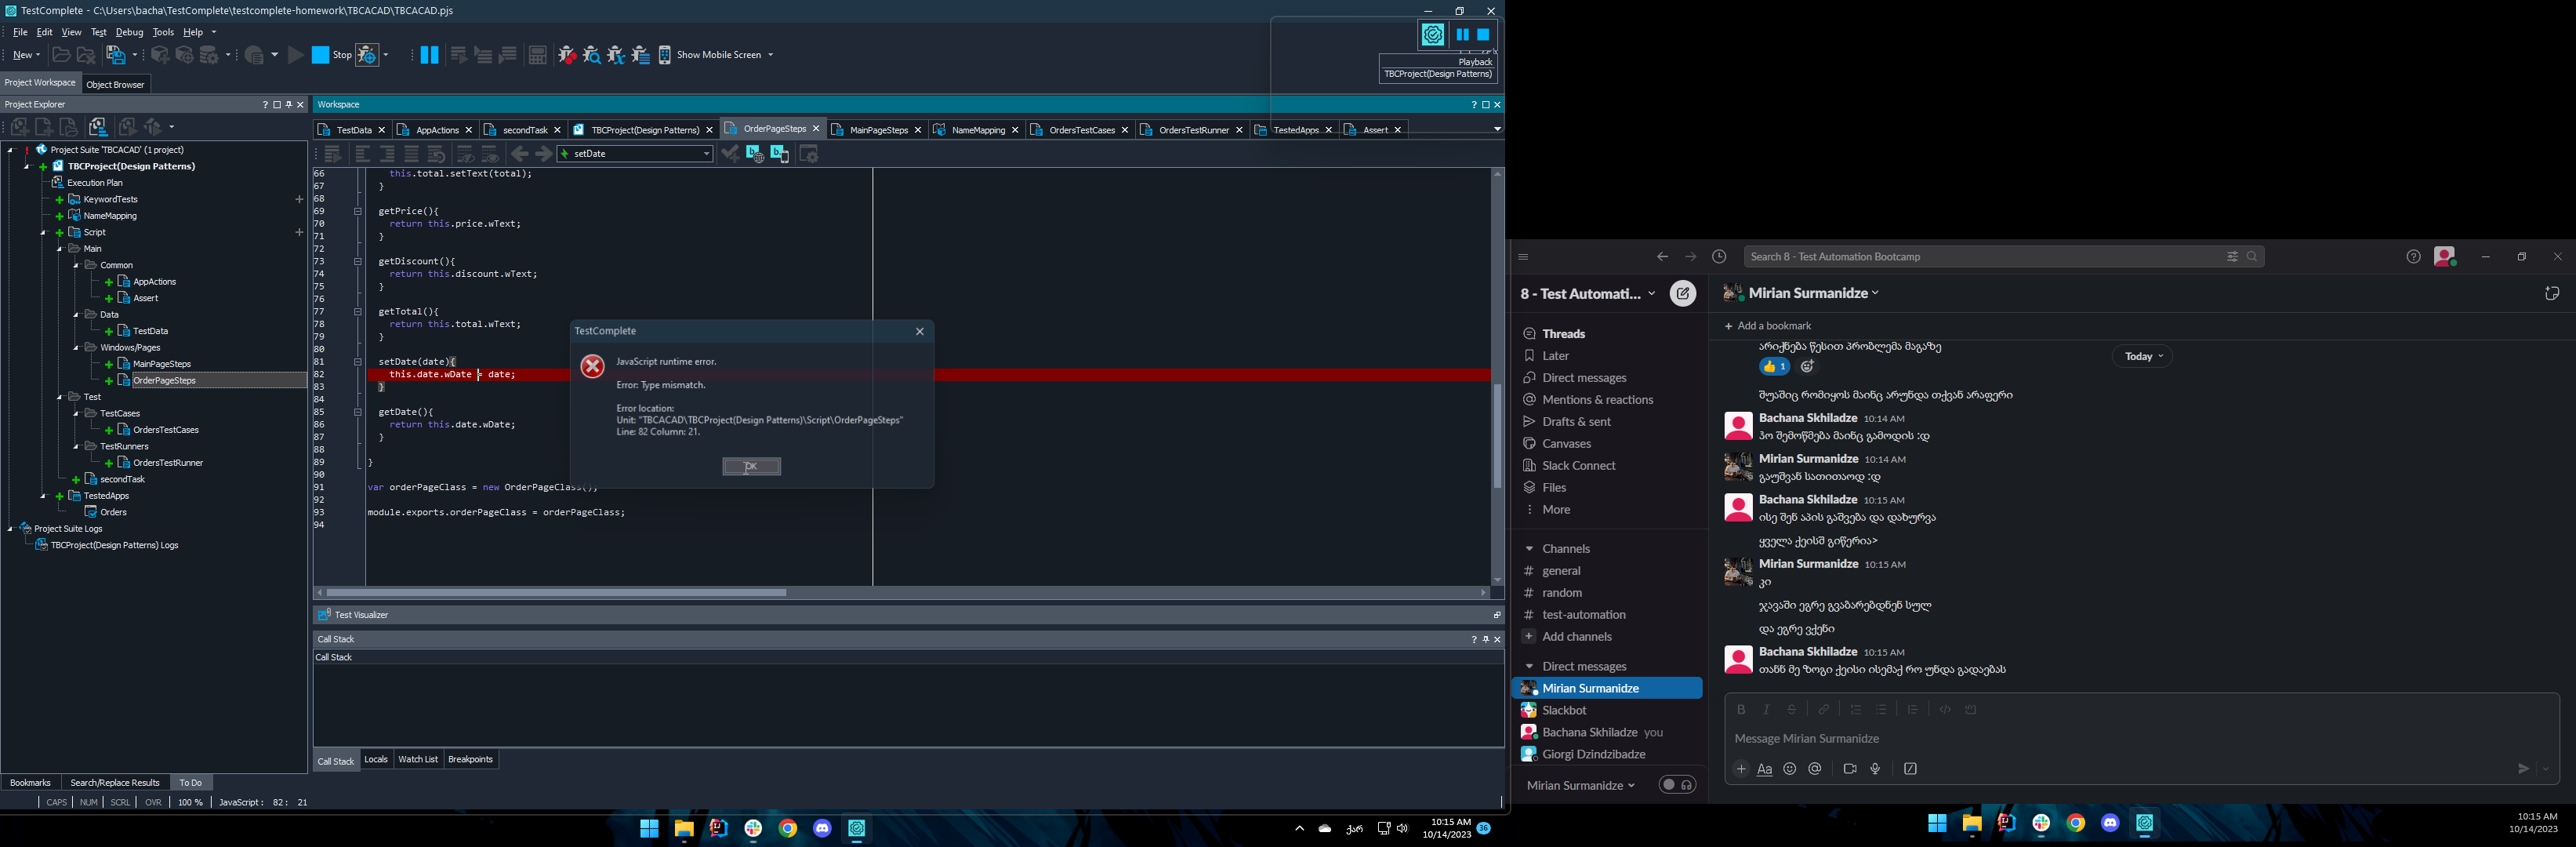 TestComplete - C:\Users\bacha\TestComplete\testcomplete-homework\TBCACAD\TBCACAD.pjs
File Edit View Test Debug Tools Help
New Stop Show Mobile Screen
Playback
TBCProject(Design Patterns)
Project Workspace Object Browser
Project Explorer
Workspace
TestData AppActions secondTask TBCProject(Design Patterns) OrderPageSteps MainPageSteps NameMapping OrdersTestCases OrdersTestRunner TestedApps Assert
setDate
Project Suite 'TBCACAD' (1 project)
TBCProject(Design Patterns)
Execution Plan
KeywordTests
NameMapping
Script
Main
Common
AppActions
Assert
Data
TestData
Windows/Pages
MainPageSteps
OrderPageSteps
Test
TestCases
OrdersTestCases
TestRunners
OrdersTestRunner
secondTask
TestedApps
Orders
Project Suite Logs
TBCProject(Design Patterns) Logs
66 this.total.setText(total);
67 }
68
69 getPrice(){
70 return this.price.wText;
71 }
72
73 getDiscount(){
74 return this.discount.wText;
75 }
76
77 getTotal(){
78 return this.total.wText;
79 }
80
81 setDate(date){
82 this.date.wDate = date;
83 }
84
85 getDate(){
86 return this.date.wDate;
87 }
88
89 }
90
91 var orderPageClass = new OrderPageClass();
92
93 module.exports.orderPageClass = orderPageClass;
94
TestComplete
JavaScript runtime error.
Error: Type mismatch.
Error location:
Unit: "TBCACAD\TBCProject(Design Patterns)\Script\OrderPageSteps"
Line: 82 Column: 21.
OK
Test Visualizer
Call Stack
Call Stack
Call Stack Locals Watch List Breakpoints
Bookmarks Search/Replace Results To Do
CAPS NUM SCRL OVR 100 % JavaScript: 82: 21
ქარ
10:15 AM
10/14/2023
36
Search 8 - Test Automation Bootcamp
8 - Test Automati...
Threads
Later
Direct messages
Mentions & reactions
Drafts & sent
Canvases
Slack Connect
Files
More
Channels
# general
# random
# test-automation
Add channels
Direct messages
Mirian Surmanidze
Slackbot
Bachana Skhiladze you
Giorgi Dzindzibadze
Mirian Surmanidze
Mirian Surmanidze
Add a bookmark
არიქნება წესით პრობლემა მაგაზე
Today
1
შუაშიც რომიყოს მაინც არუნდა თქვან არაფერი
Bachana Skhiladze 10:14 AM
ჰო შემოწმება მაინც გამოდის :დ
Mirian Surmanidze 10:14 AM
გაუშვან სათითაოდ :დ
Bachana Skhiladze 10:15 AM
ისე შენ აპის გაშვება და დახურვა
ყველა ქეისშ გიწერია>
Mirian Surmanidze 10:15 AM
კი
ჯავაში ეგრე გვაბარებდნენ სულ
და ეგრე ვქენი
Bachana Skhiladze 10:15 AM
თანნ მე ზოგი ქეისი ისემაქ რო უნდა გადაებას
Message Mirian Surmanidze
Aa
10:15 AM
10/14/2023